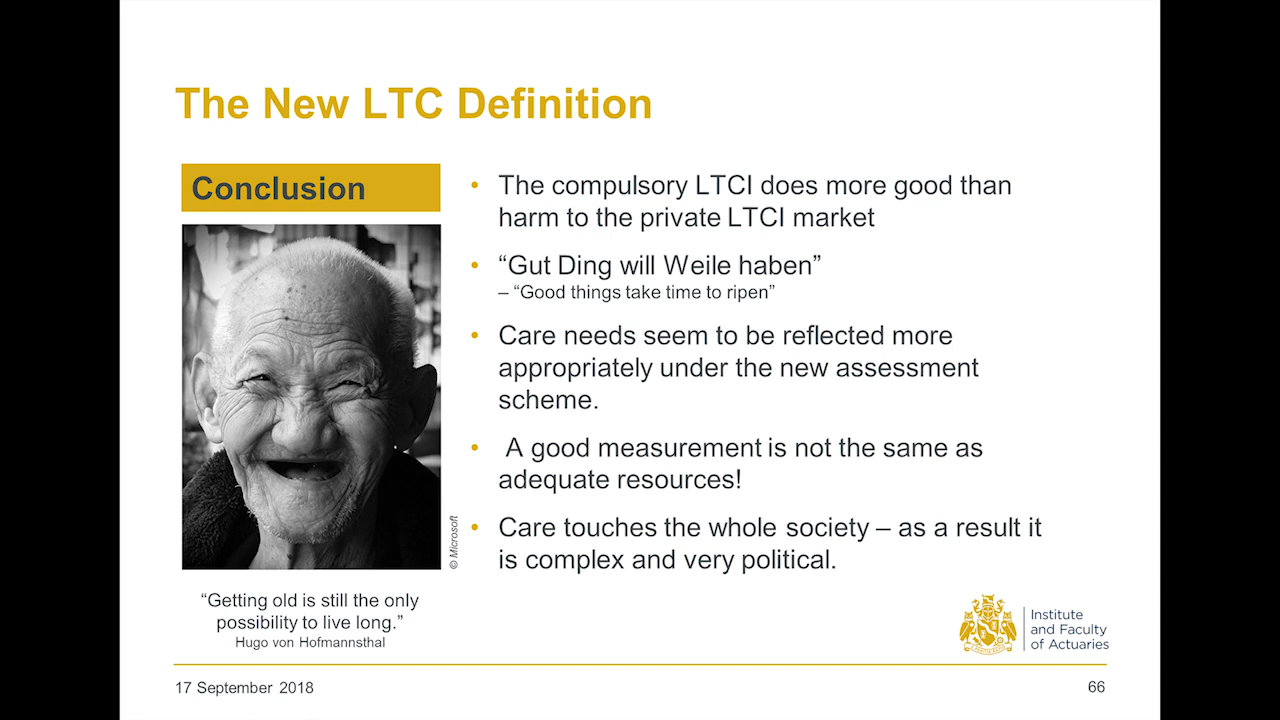 The New LTC Definition
Conclusion
• The compulsory LTCI does more good than
harm to the private LTCI market
• “Gut Ding will Weile haben”
– “Good things take time to ripen”
• Care needs seem to be reflected more
appropriately under the new assessment
scheme.
• A good measurement is not the same as
adequate resources!
• Care touches the whole society – as a result it
is complex and very political.
© Microsoft
“Getting old is still the only
possibility to live long.”
Hugo von Hofmannsthal
Institute
and Faculty
of Actuaries
17 September 2018
66